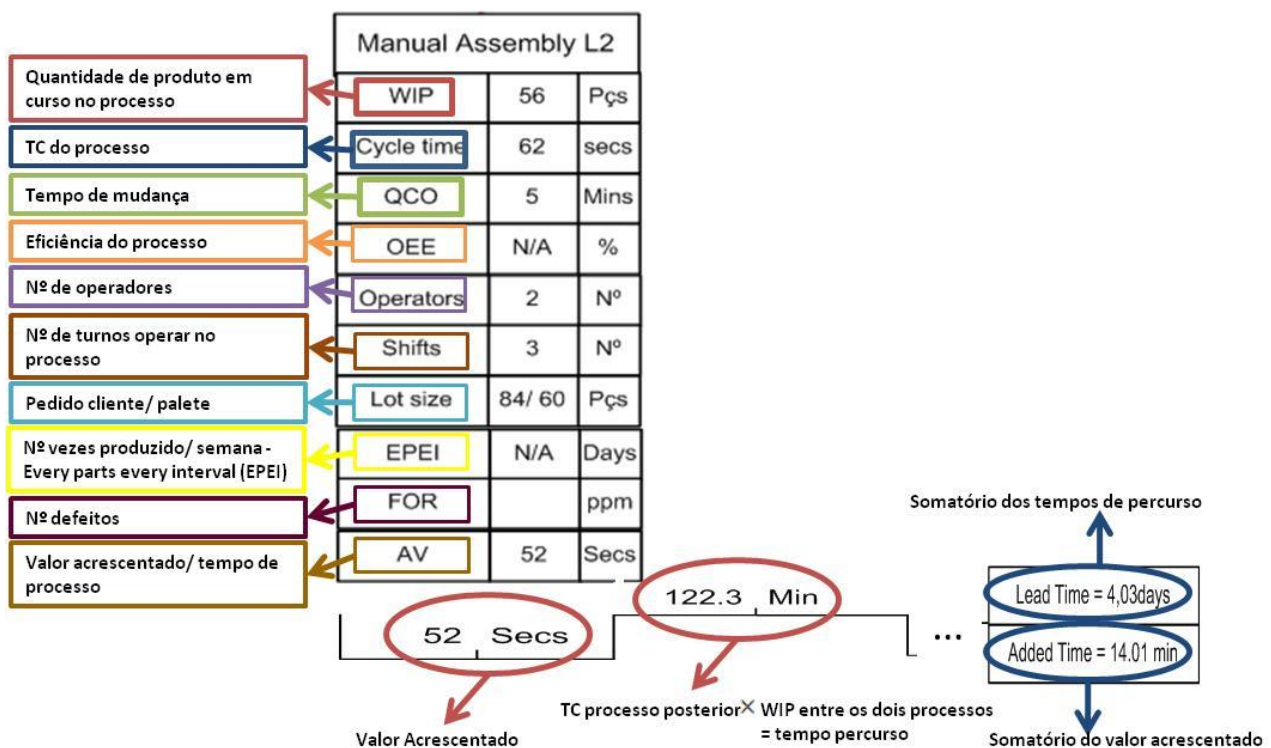 Manual Assembly L2
Quantidade de produto em
curso no processo
WIP 56 Pçs
TC do processo
Cycle time 62 secs
Tempo de mudança
QCO 5 Mins
Eficiência do processo
OEE N/A %
Nº de operadores
Operators 2 Nº
Nº de turnos operar no
processo
Shifts 3 Nº
Pedido cliente/ palete
Lot size 84/ 60 Pçs
Nº vezes produzido/ semana -
Every parts every interval (EPEI)
EPEI N/A Days
Nº defeitos
FOR ppm
Valor acrescentado/ tempo de
processo
AV 52 Secs
Somatório dos tempos de percurso
122.3 Min
Lead Time = 4,03days
52 Secs
...
Added Time = 14.01 min
TC processo posterior× WIP entre os dois processos
= tempo percurso
Valor Acrescentado
Somatório do valor acrescentado